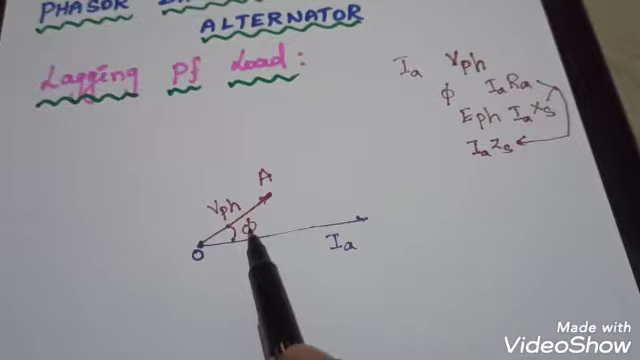 PHASOR
ALTERNATOR
Lagging Pf Load:
Ia Vph
ϕ IaRa
Eph IaXs
IaZs
A
Vph
ϕ
O
Ia
Made with
VideoShow